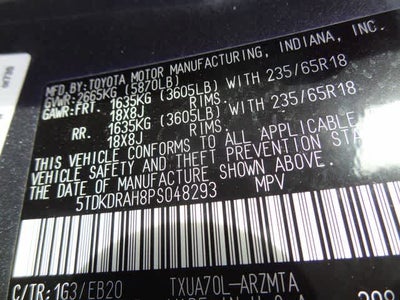 MFD BY: TOYOTA MOTOR MANUFACTURING, INDIANA, INC.
GVWR: 2665KG (5870LB)
GAWR: FRT: 1635KG (3605LB) WITH 235/65R18
18X8J RIMS.
RR. 1635KG (3605LB) WITH 235/65R18
18X8J RIMS.
THIS VEHICLE CONFORMS TO ALL APPLICABLE
VEHICLE SAFETY AND THEFT PREVENTION
THE DATE OF MANUFACTURE SHOWN ABOVE.
5TDKDRAH8PS048293 MPV
C/TR: 1G3/EB20 TXUA70L-ARZMTA